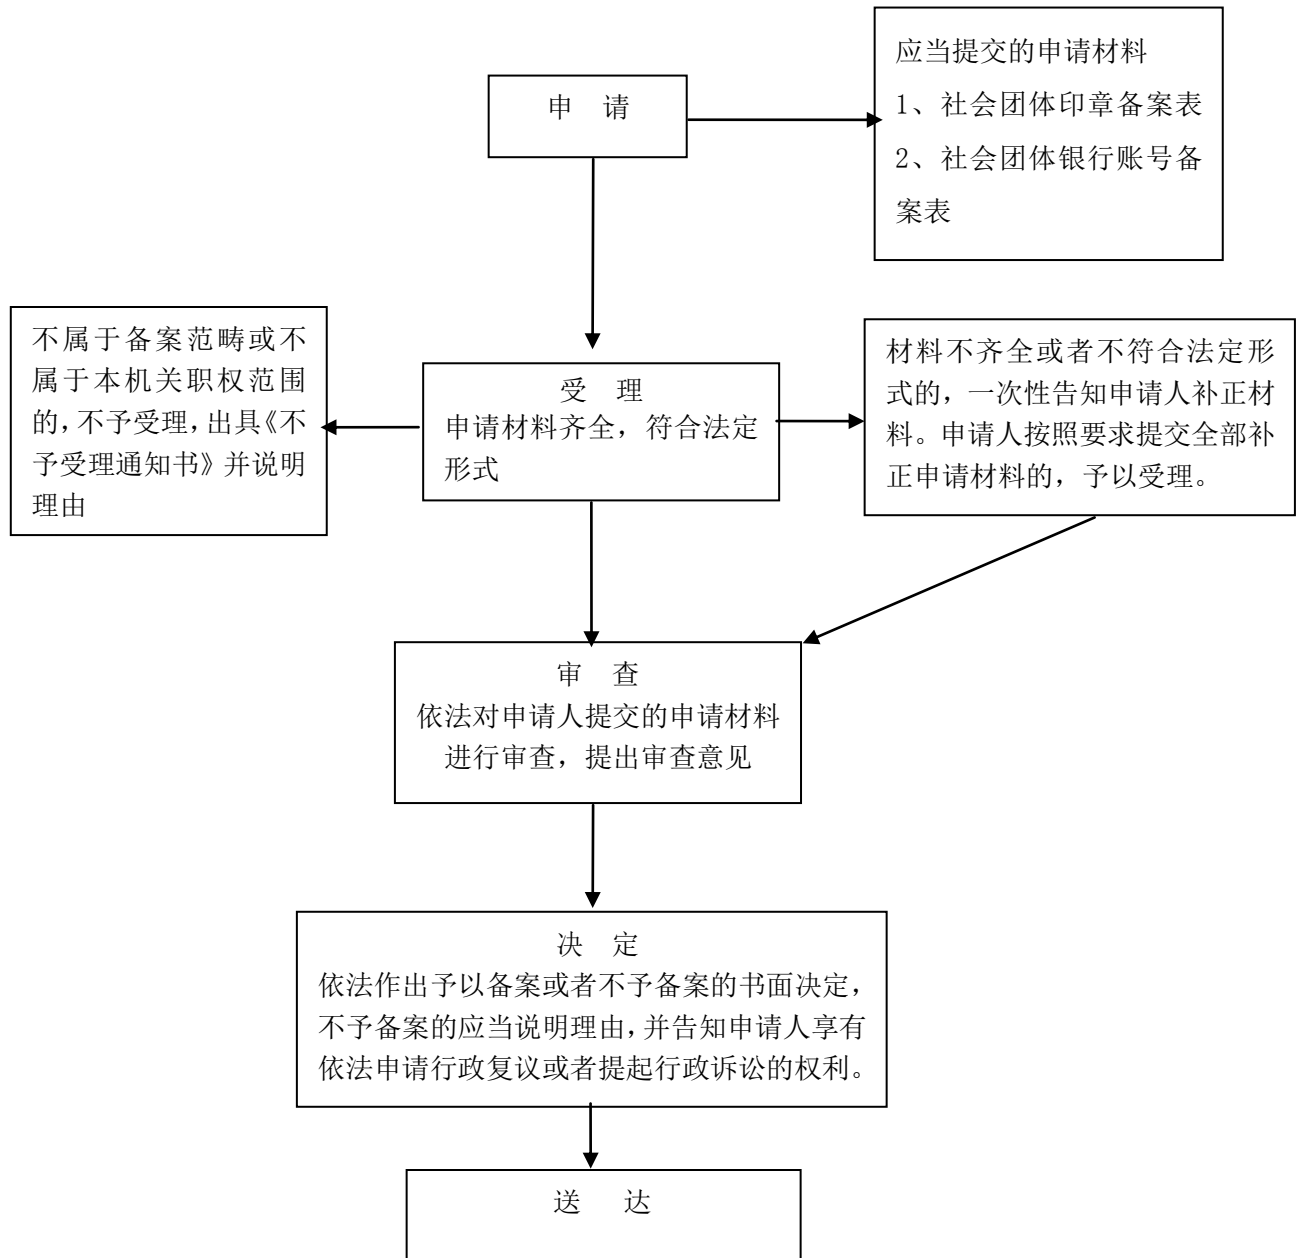 申 请
应当提交的申请材料
1、社会团体印章备案表
2、社会团体银行账号备
案表
不属于备案范畴或不
属于本机关职权范围
的,不予受理,出具《不
予受理通知书》并说明
理由
受 理
申请材料齐全，符合法定
形式
材料不齐全或者不符合法定形
式的，一次性告知申请人补正材
料。申请人按照要求提交全部补
正申请材料的，予以受理。
审 查
依法对申请人提交的申请材料
进行审查，提出审查意见
决 定
依法作出予以备案或者不予备案的书面决定，
不予备案的应当说明理由,并告知申请人享有
依法申请行政复议或者提起行政诉讼的权利。
送 达